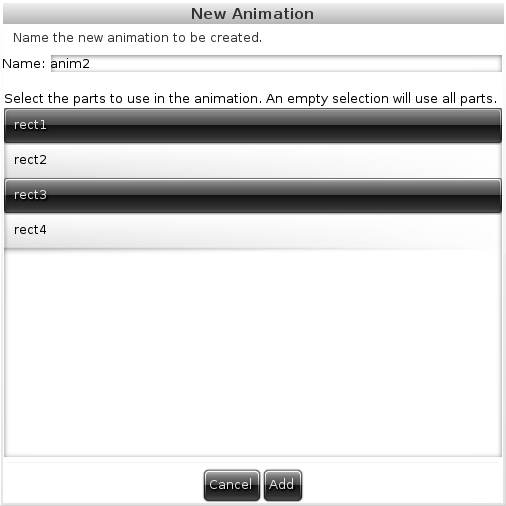 New Animation
Name the new animation to be created.
Name: anim2
Select the parts to use in the animation. An empty selection will use all parts.
rect1
rect2
rect3
rect4
Cancel Add